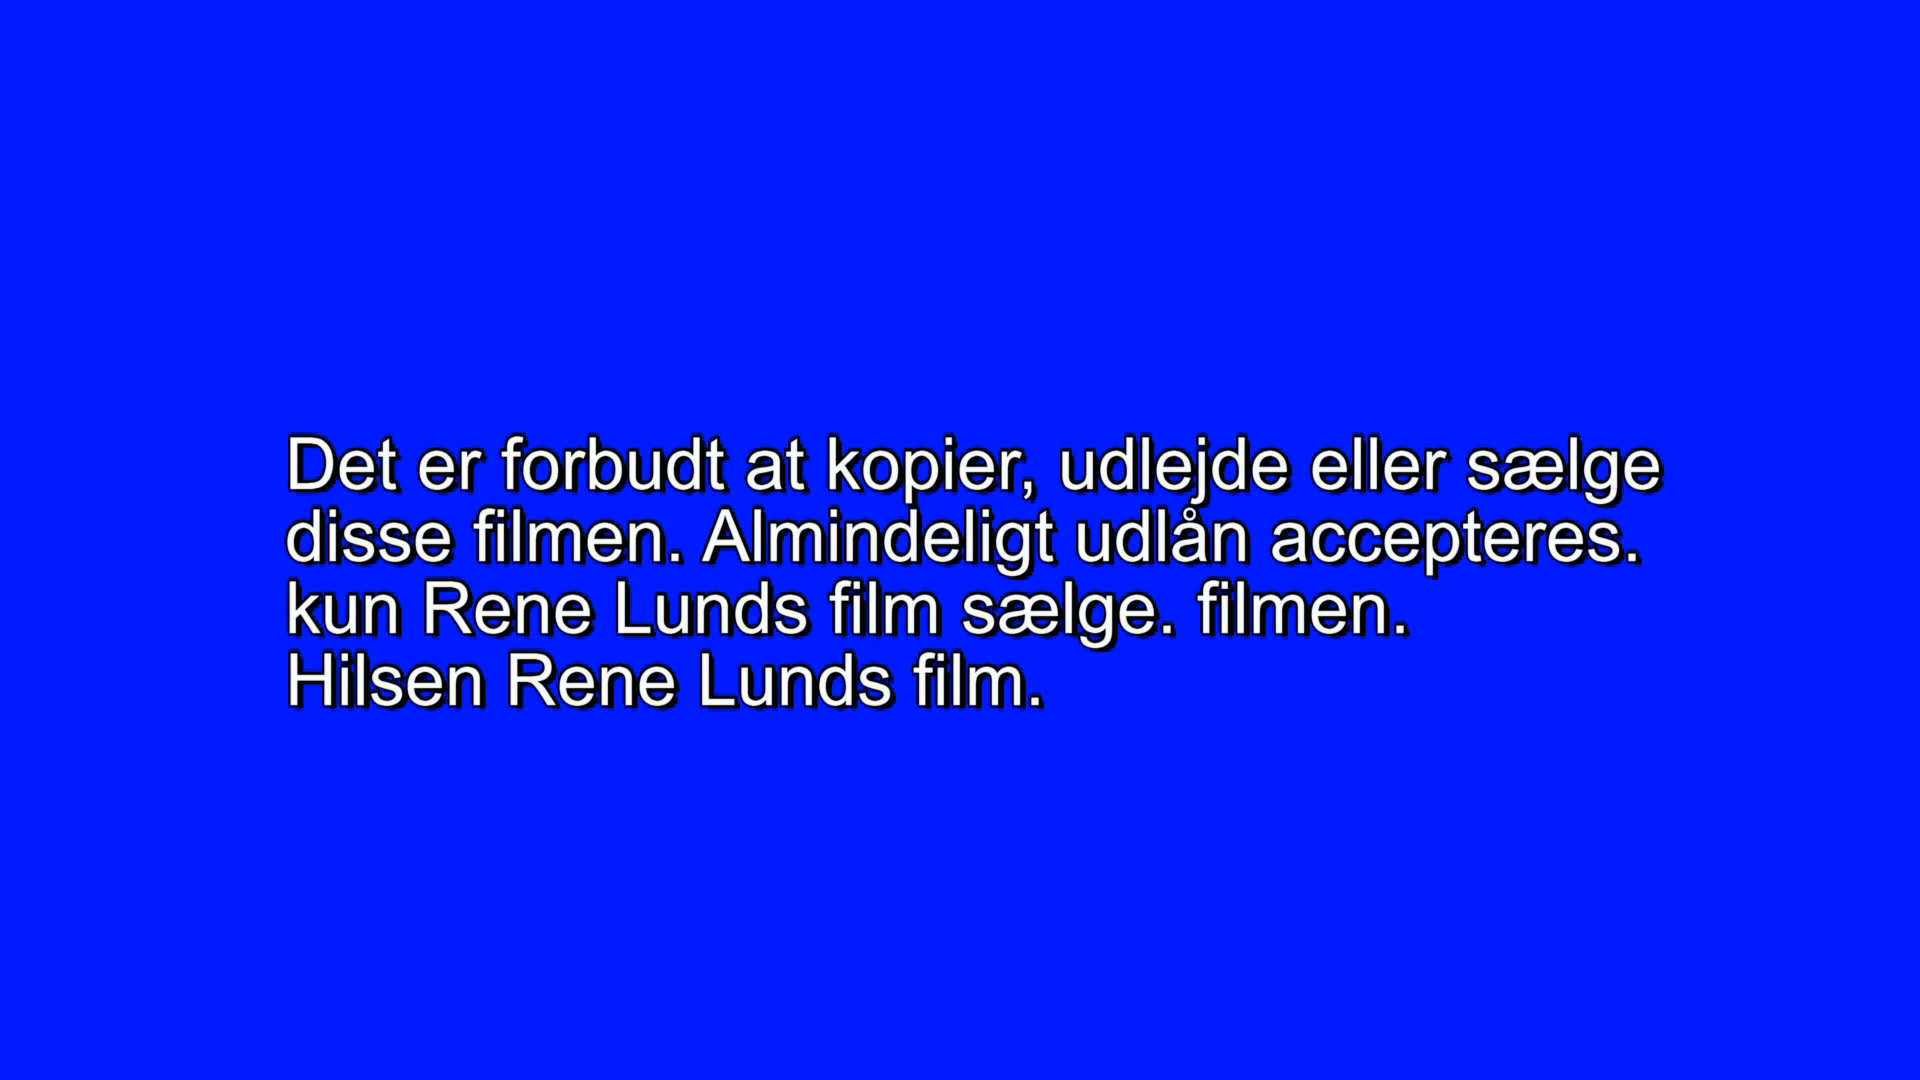 Det er forbudt at kopier, udlejde eller sælge
disse filmen. Almindeligt udlån accepteres.
kun Rene Lunds film sælge. filmen.
Hilsen Rene Lunds film.